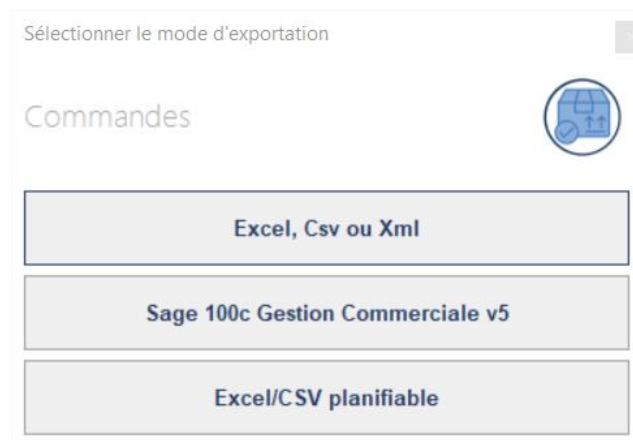 Sélectionner le mode d'exportation
Commandes
Excel, Csv ou Xml
Sage 100c Gestion Commerciale v5
Excel/CSV planifiable